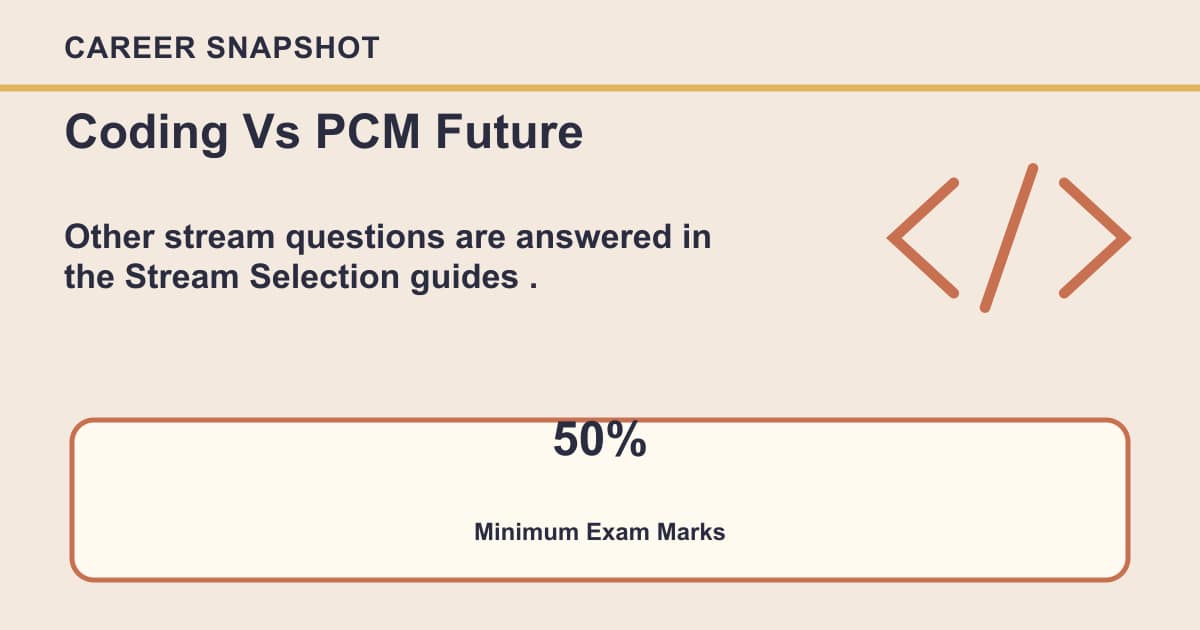 CAREER SNAPSHOT
Coding Vs PCM Future
Other stream questions are answered in
the Stream Selection guides .
50%
Minimum Exam Marks